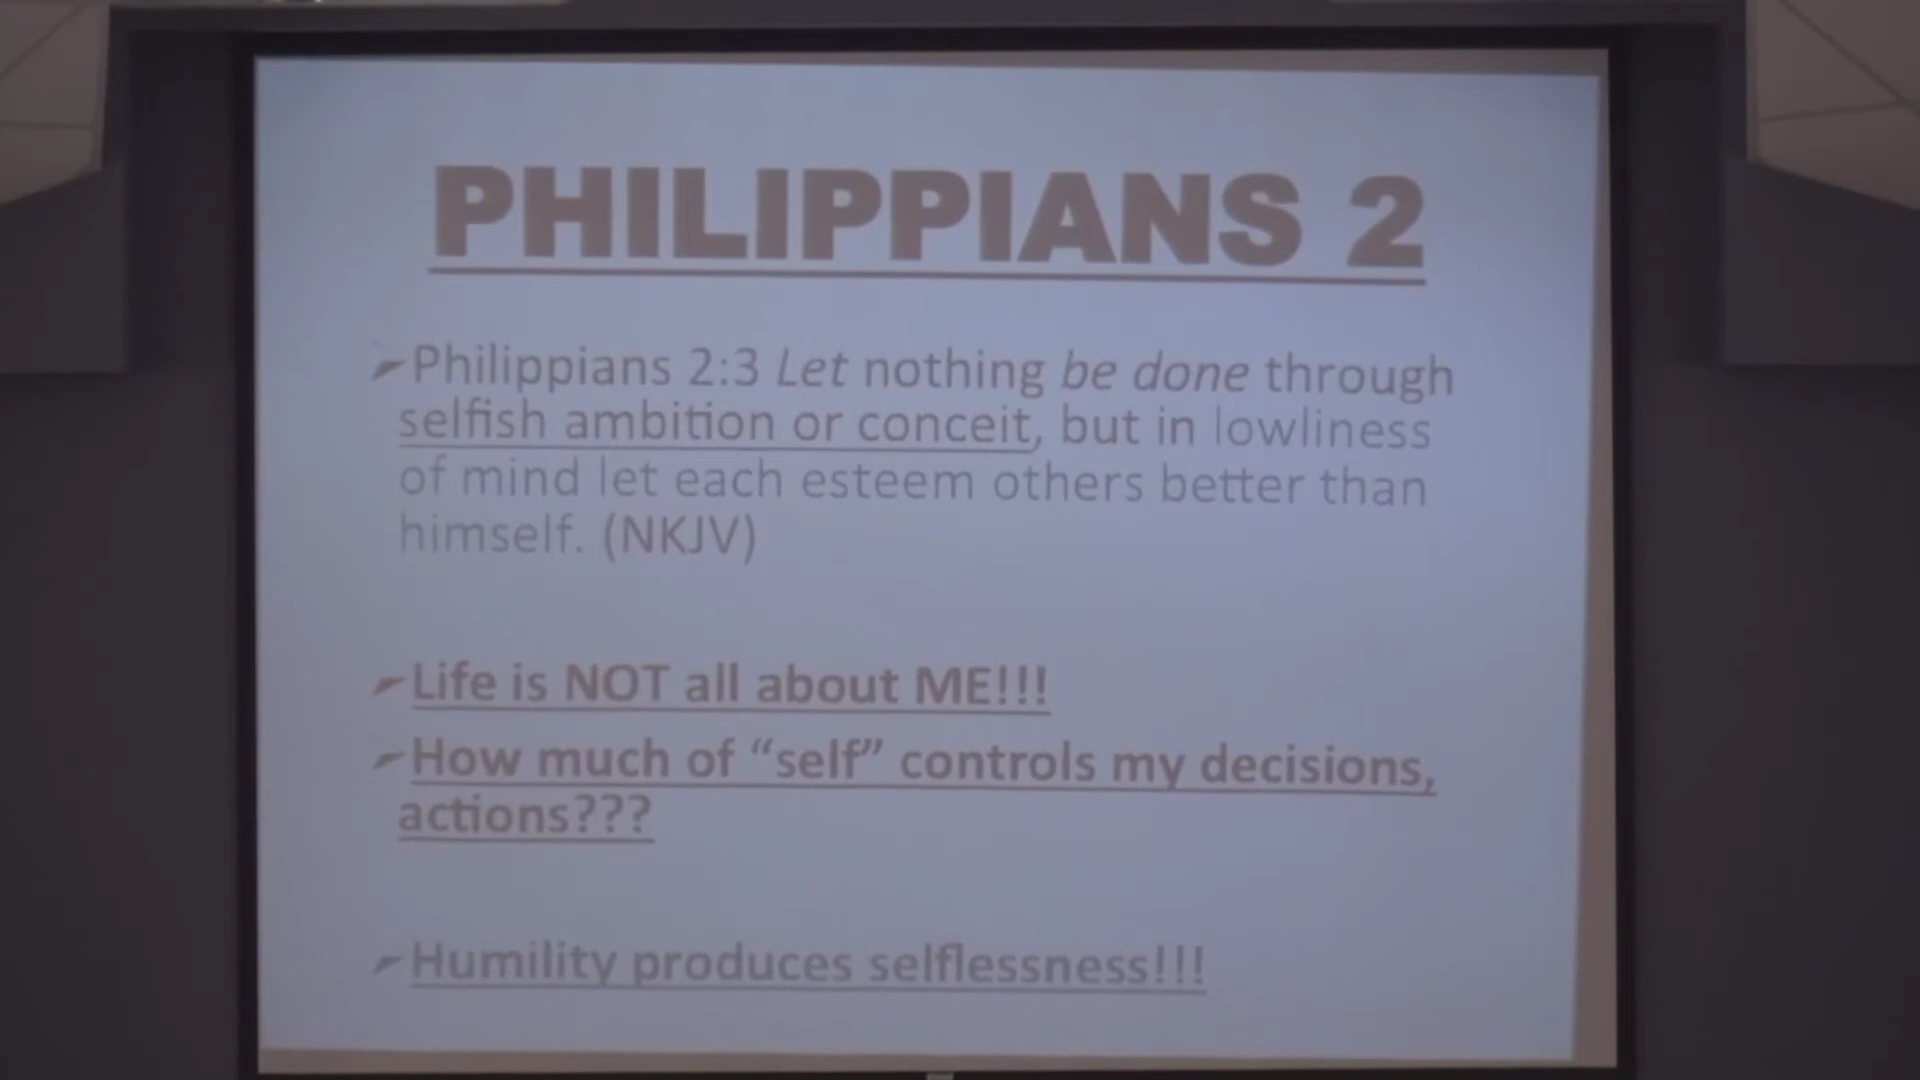 PHILIPPIANS 2
Philippians 2:3 Let nothing be done through
selfish ambition or conceit, but in lowliness
of mind let each esteem others better than
himself. (NKJV)
Life is NOT all about ME!!!
How much of “self” controls my decisions,
actions???
Humility produces selflessness!!!